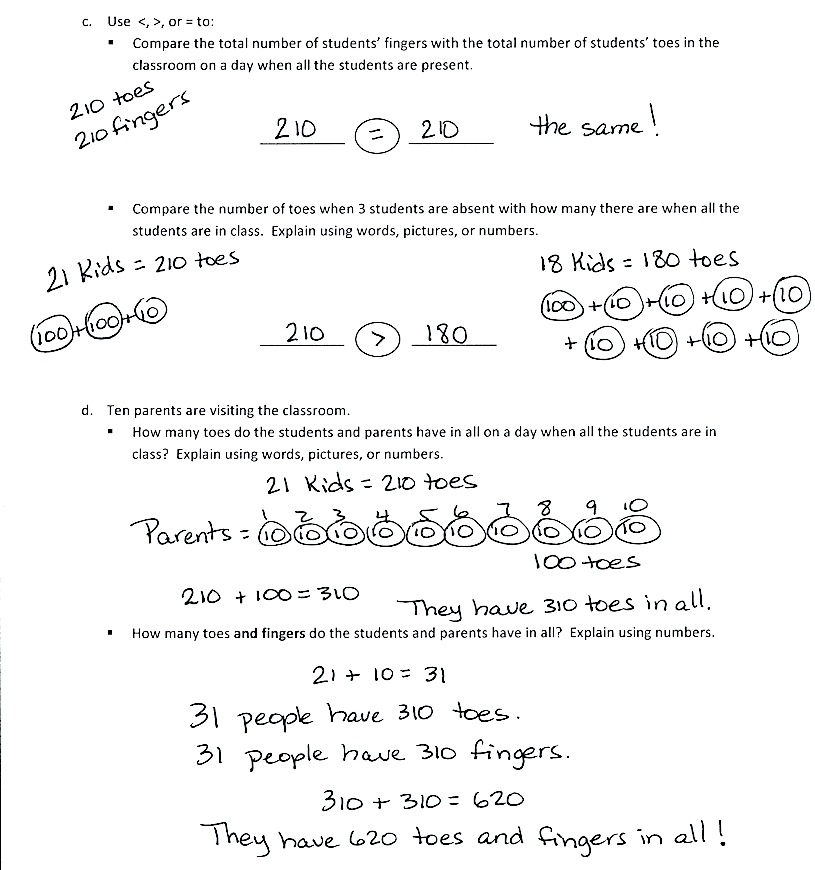 c. Use <, >, or = to:
▪ Compare the total number of students' fingers with the total number of students' toes in the
classroom on a day when all the students are present.
210 toes
210 fingers
210 = 210 the same!
▪ Compare the number of toes when 3 students are absent with how many there are when all the
students are in class. Explain using words, pictures, or numbers.
21 Kids = 210 toes
100+100+10
210 > 180
18 Kids = 180 toes
100 + 10 + 10 + 10 + 10
+ 10 + 10 + 10 + 10
d. Ten parents are visiting the classroom.
▪ How many toes do the students and parents have in all on a day when all the students are in
class? Explain using words, pictures, or numbers.
21 Kids = 210 toes
1 2 3 4 5 6 7 8 9 10
Parents = 10 10 10 10 10 10 10 10 10 10
100 toes
210 + 100 = 310 They have 310 toes in all.
▪ How many toes and fingers do the students and parents have in all? Explain using numbers.
21 + 10 = 31
31 people have 310 toes.
31 people have 310 fingers.
310 + 310 = 620
They have 620 toes and fingers in all!